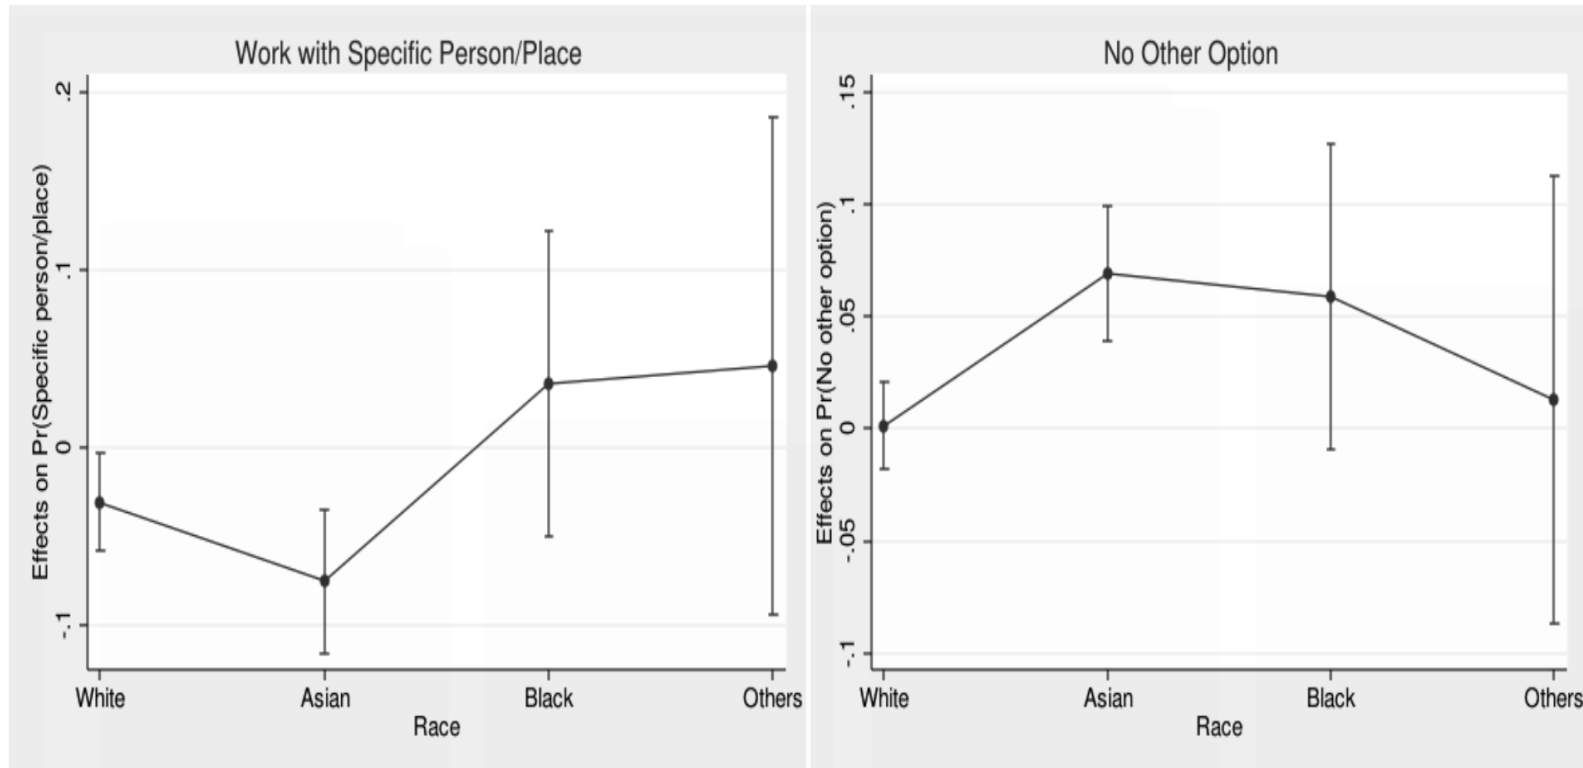 Work with Specific Person/Place
Effects on Pr(Specific person/place)
.2
.1
0
-.1
White Asian Black Others
Race
No Other Option
Effects on Pr(No other option)
.15
.1
.05
0
-.05
-.1
White Asian Black Others
Race